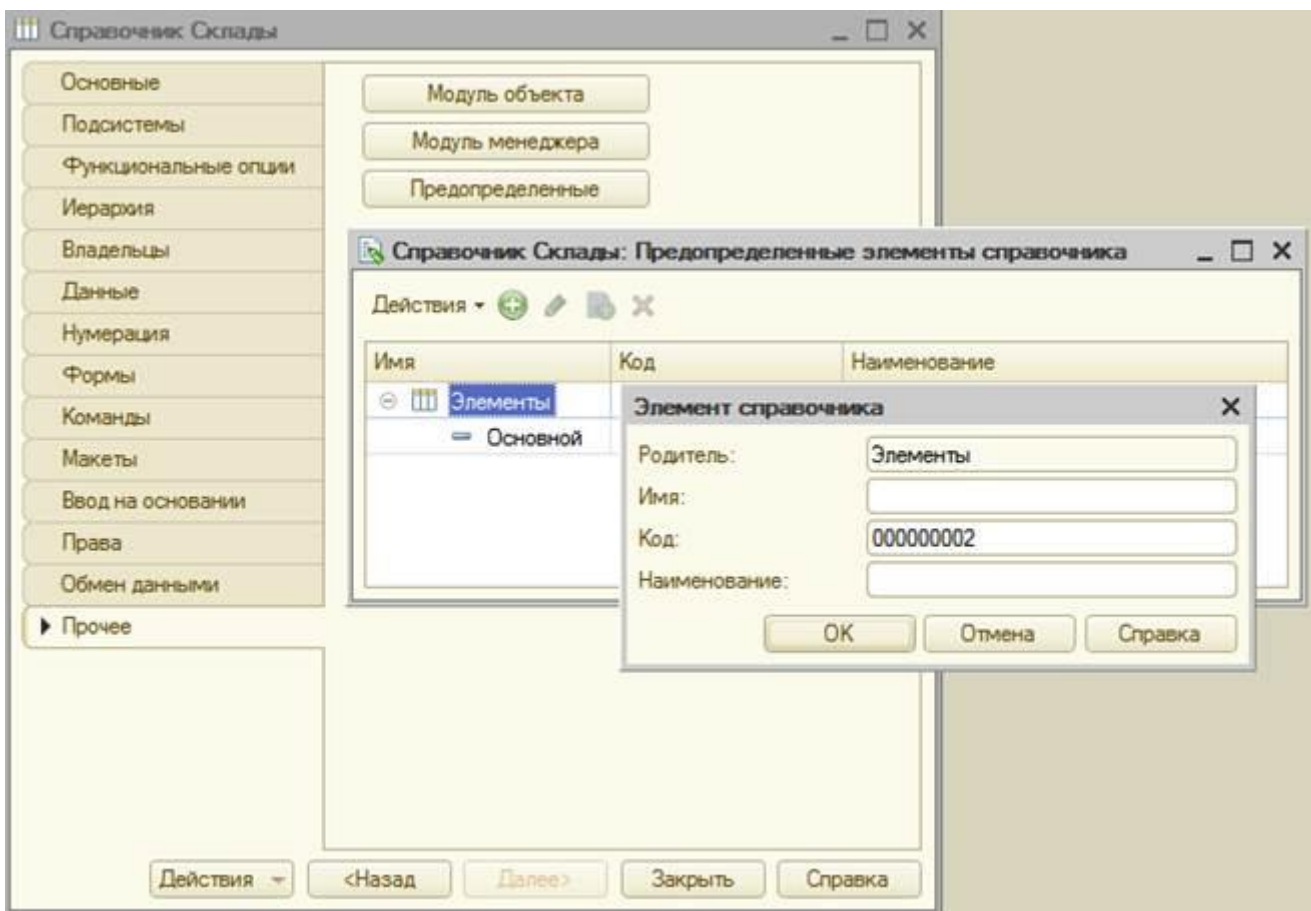 Справочник Склады
Основные
Подсистемы
Функциональные опции
Иерархия
Владельцы
Данные
Нумерация
Формы
Команды
Макеты
Ввод на основании
Права
Обмен данными
Прочее
Модуль объекта
Модуль менеджера
Предопределенные
Справочник Склады: Предопределенные элементы справочника
Действия
Имя Код Наименование
Элементы
Основной
Элемент справочника
Родитель: Элементы
Имя:
Код: 000000002
Наименование:
OK Отмена Справка
Действия <Назад Далее> Закрыть Справка